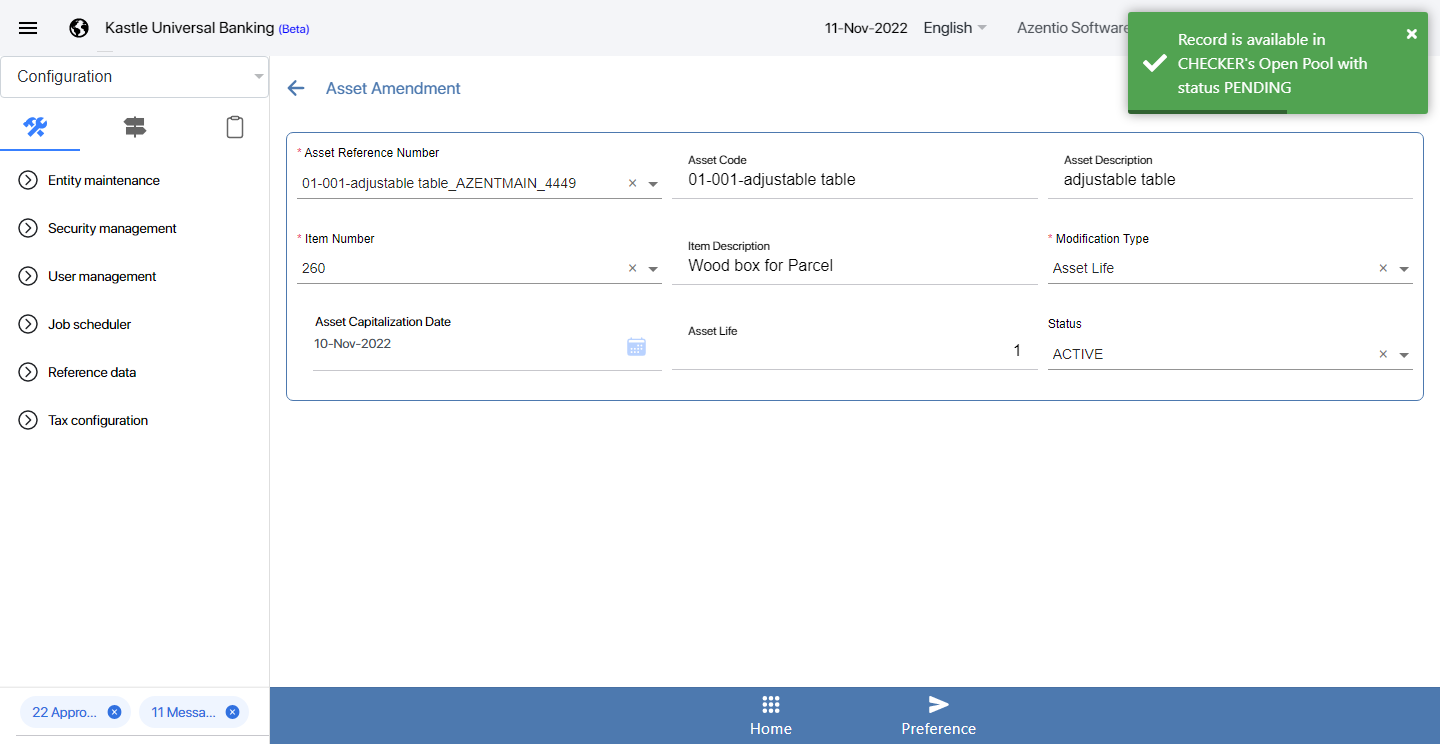 Kastle Universal Banking (Beta)
11-Nov-2022
English
Azentio Software
Record is available in
CHECKER's Open Pool with
status PENDING
Configuration
Entity maintenance
Security management
User management
Job scheduler
Reference data
Tax configuration
Asset Amendment
* Asset Reference Number
01-001-adjustable table_AZENTMAIN_4449
Asset Code
01-001-adjustable table
Asset Description
adjustable table
* Item Number
260
Item Description
Wood box for Parcel
* Modification Type
Asset Life
Asset Capitalization Date
10-Nov-2022
Asset Life
1
Status
ACTIVE
22 Appro...
11 Messa...
Home
Preference